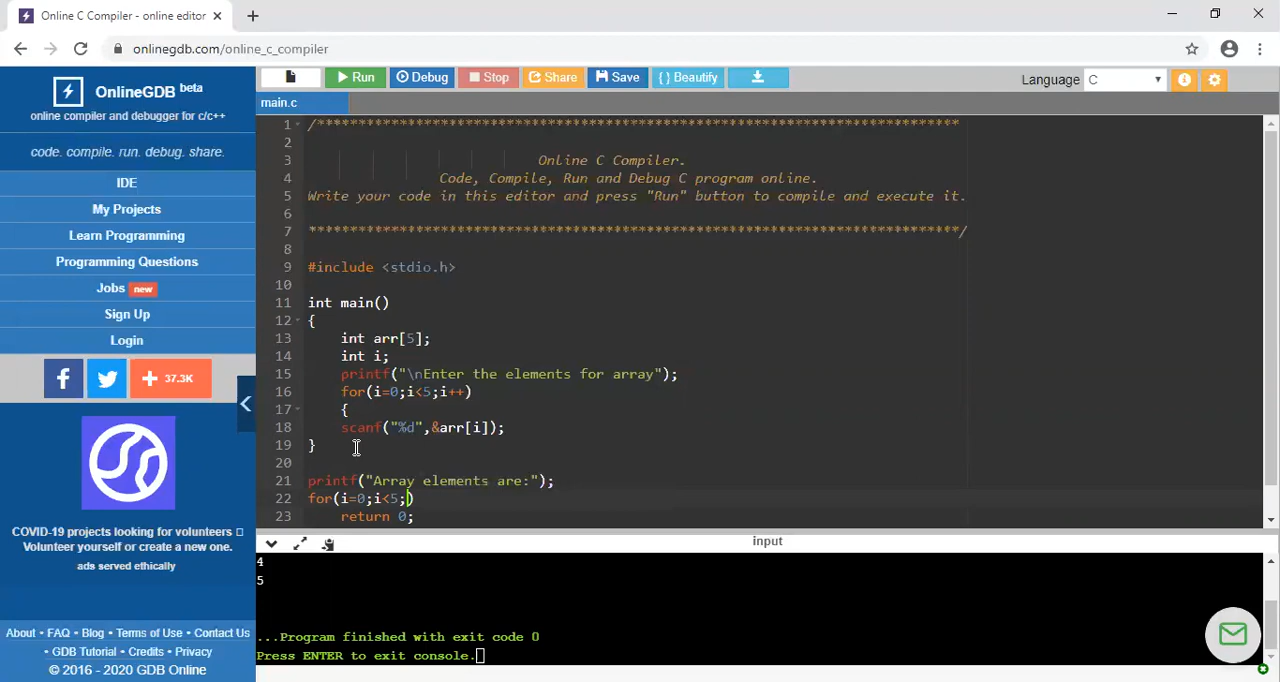 Online C Compiler - online editor
onlinegdb.com/online_c_compiler
OnlineGDB beta
online compiler and debugger for c/c++
code. compile. run. debug. share.
IDE
My Projects
Learn Programming
Programming Questions
Jobs new
Sign Up
Login
37.3K
COVID-19 projects looking for volunteers
Volunteer yourself or create a new one.
ads served ethically
About • FAQ • Blog • Terms of Use • Contact Us
• GDB Tutorial • Credits • Privacy
© 2016 - 2020 GDB Online
Run Debug Stop Share Save { } Beautify
Language C
main.c
1 /*******************************************************************************
2
3 Online C Compiler.
4 Code, Compile, Run and Debug C program online.
5 Write your code in this editor and press "Run" button to compile and execute it.
6
7 *******************************************************************************/
8
9 #include <stdio.h>
10
11 int main()
12 {
13 int arr[5];
14 int i;
15 printf("\nEnter the elements for array");
16 for(i=0;i<5;i++)
17 {
18 scanf("%d",&arr[i]);
19 }
20
21 printf("Array elements are:");
22 for(i=0;i<5;)
23 return 0;
input
4
5
...Program finished with exit code 0
Press ENTER to exit console.